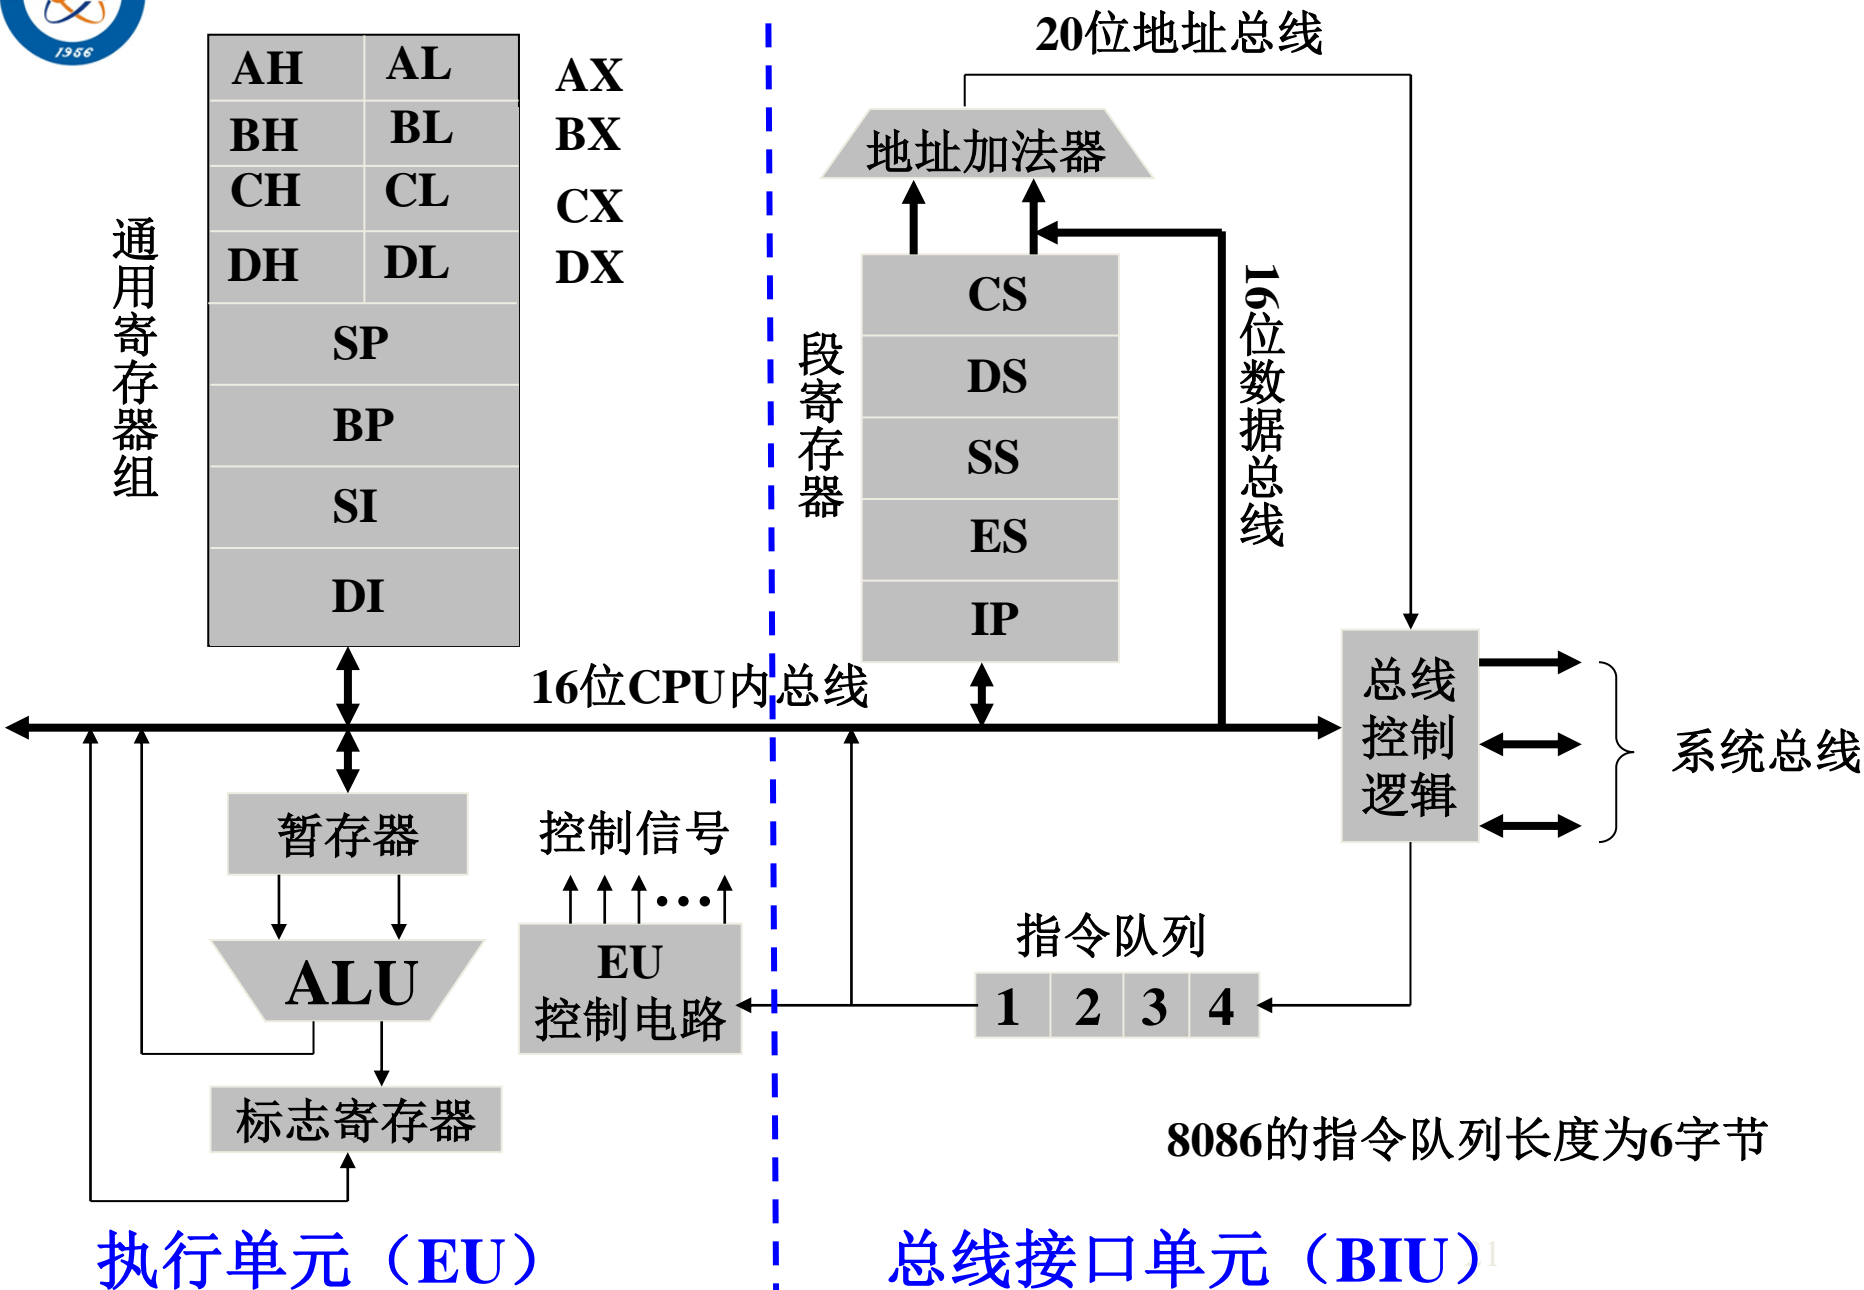 1956
20位地址总线
AH AL AX
BH BL BX
CH CL CX
DH DL DX
SP
BP
SI
DI
通用寄存器组
地址加法器
CS
DS
SS
ES
IP
段寄存器
16位数据总线
16位CPU内总线
总线
控制
逻辑
系统总线
暂存器
控制信号
...
ALU
EU
控制电路
指令队列
1 2 3 4
标志寄存器
8086的指令队列长度为6字节
执行单元（EU）
总线接口单元（BIU）
21